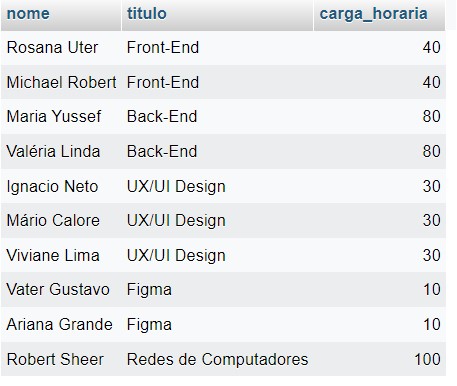 nome titulo carga_horaria
Rosana Uter Front-End 40
Michael Robert Front-End 40
Maria Yussef Back-End 80
Valéria Linda Back-End 80
Ignacio Neto UX/UI Design 30
Mário Calore UX/UI Design 30
Viviane Lima UX/UI Design 30
Vater Gustavo Figma 10
Ariana Grande Figma 10
Robert Sheer Redes de Computadores 100